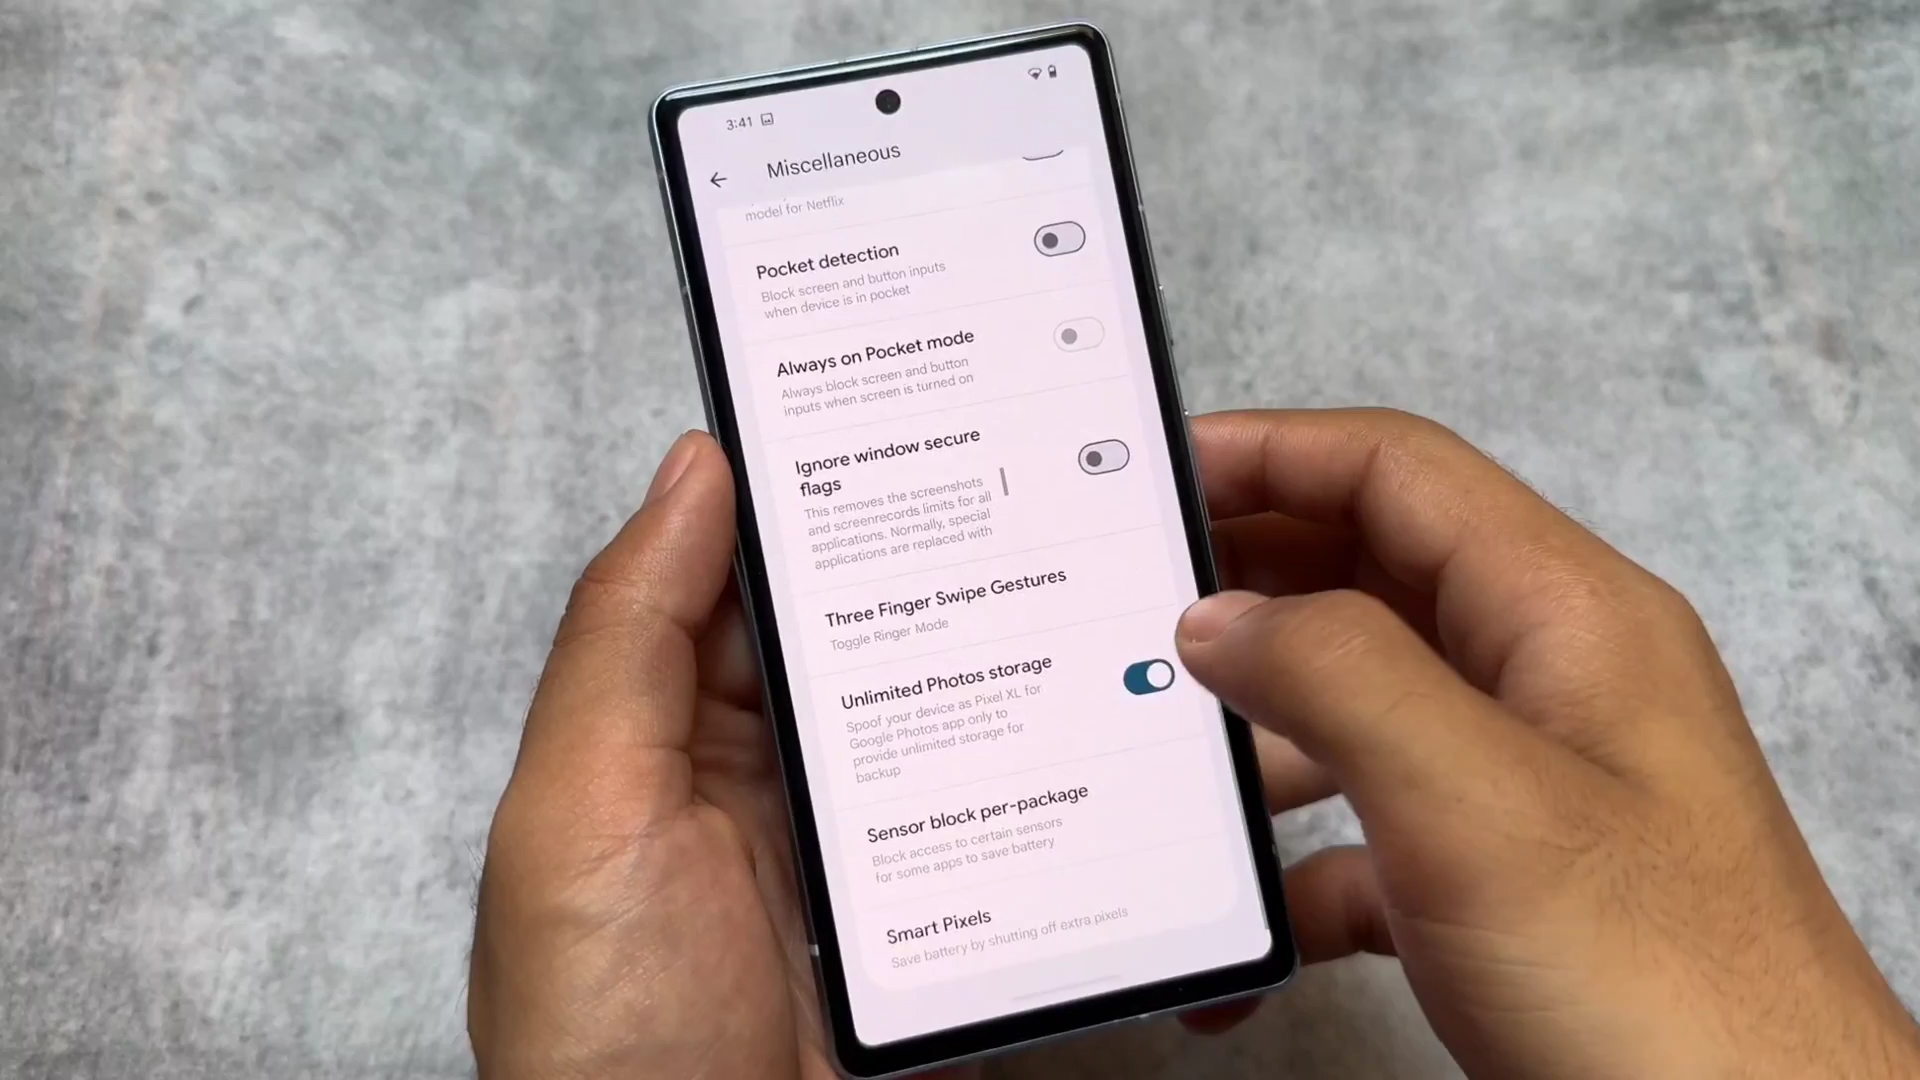 3:41
Miscellaneous
model for Netflix
Pocket detection
Block screen and button inputs
when device is in pocket
Always on Pocket mode
Always block screen and button
inputs when screen is turned on
Ignore window secure
flags
This removes the screenshots
and screenrecords limits for all
applications. Normally, special
applications are replaced with
Three Finger Swipe Gestures
Toggle Ringer Mode
Unlimited Photos storage
Spoof your device as Pixel XL for
Google Photos app only to
provide unlimited storage for
backup
Sensor block per-package
Block access to certain sensors
for some apps to save battery
Smart Pixels
Save battery by shutting off extra pixels